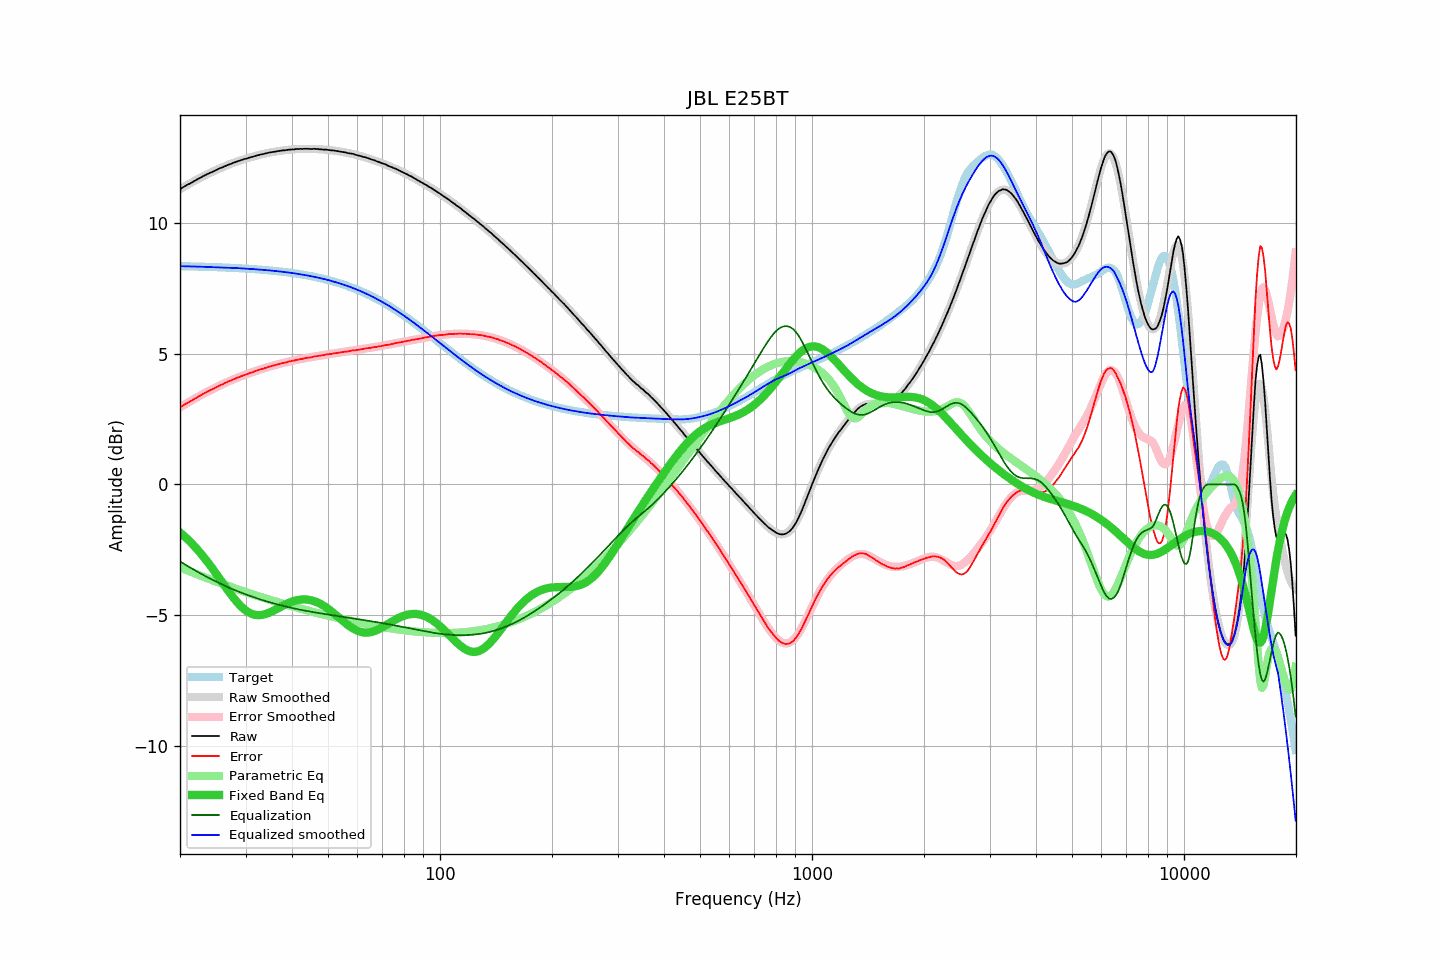 JBL E25BT
Amplitude (dBr)
10
5
0
−5
−10
Target
Raw Smoothed
Error Smoothed
Raw
Error
Parametric Eq
Fixed Band Eq
Equalization
Equalized smoothed
100
1000
10000
Frequency (Hz)